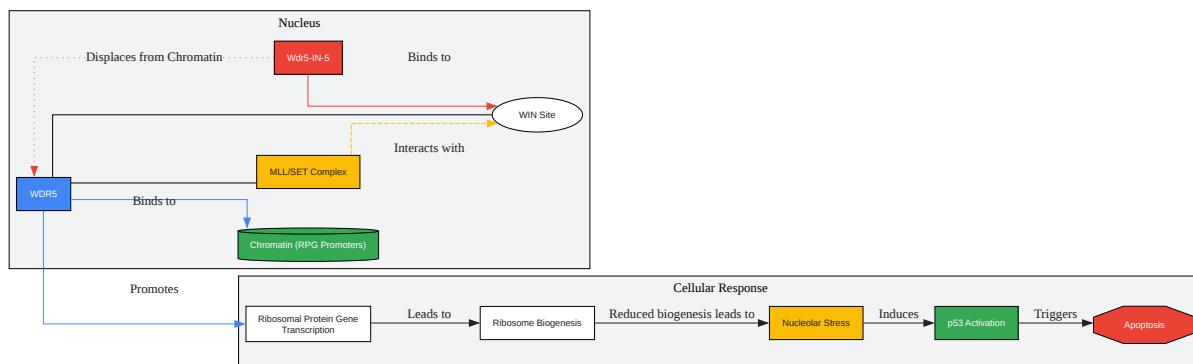 Nucleus
Displaces from Chromatin
Wdr5-IN-5
Binds to
WIN Site
Interacts with
MLL/SET Complex
WDR5
Binds to
Chromatin (RPG Promoters)
Promotes
Cellular Response
Ribosomal Protein Gene
Transcription
Leads to
Ribosome Biogenesis
Reduced biogenesis leads to
Nucleolar Stress
Induces
p53 Activation
Triggers
Apoptosis